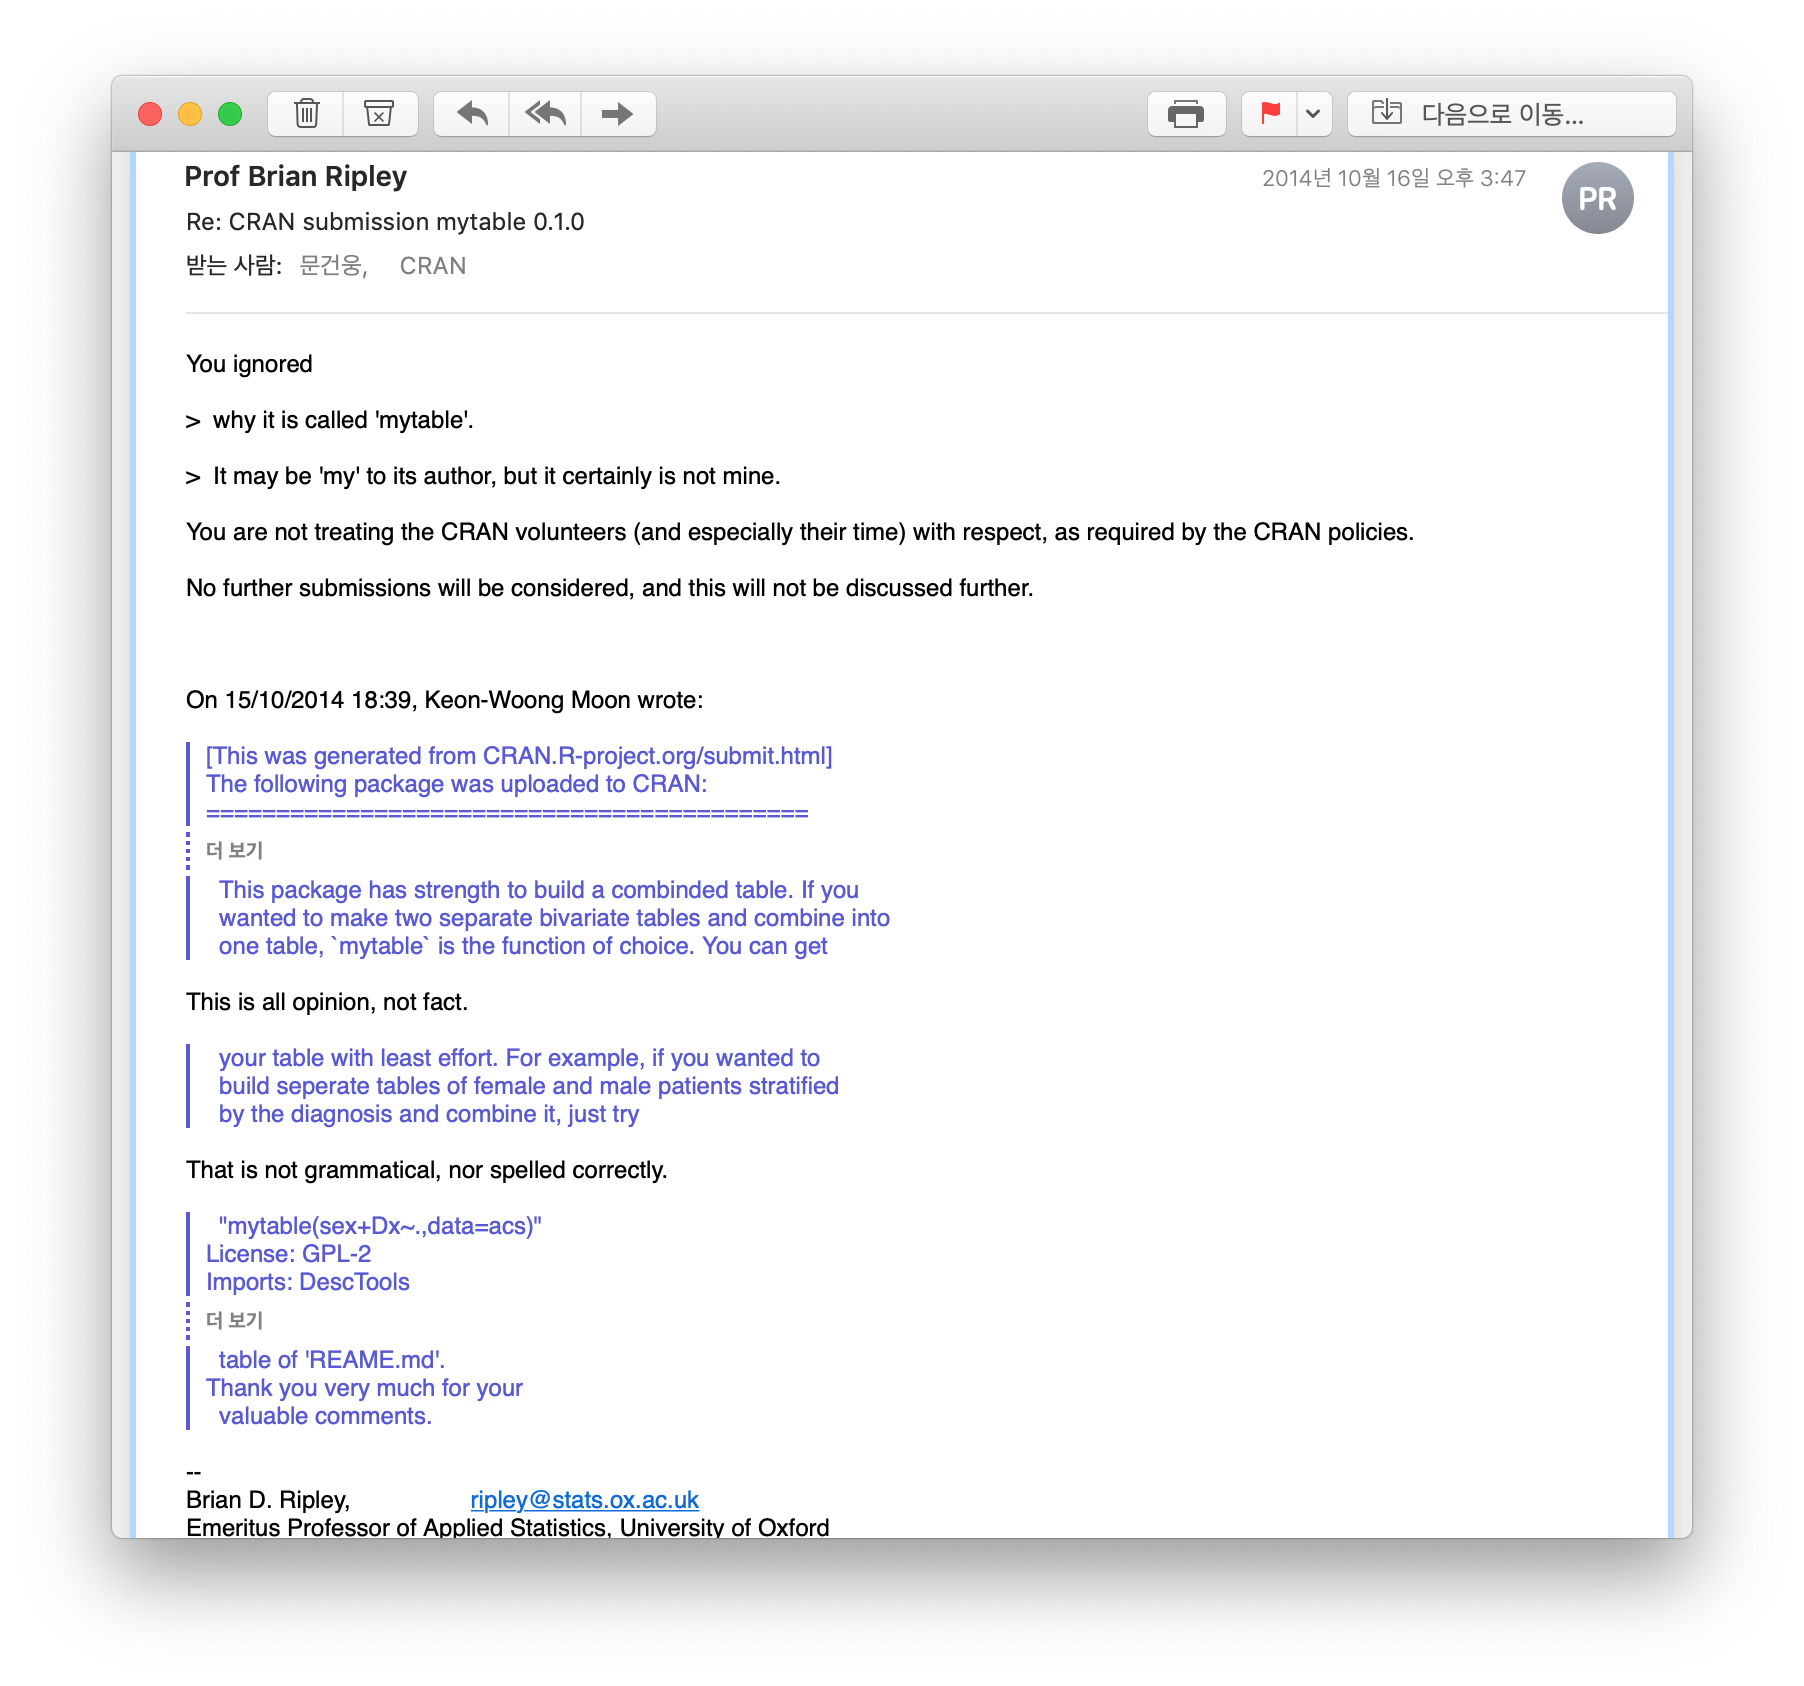 다음으로 이동...
Prof Brian Ripley
2014년 10월 16일 오후 3:47
PR
Re: CRAN submission mytable 0.1.0
받는 사람: 문건웅, CRAN
You ignored
> why it is called 'mytable'.
> It may be 'my' to its author, but it certainly is not mine.
You are not treating the CRAN volunteers (and especially their time) with respect, as required by the CRAN policies.
No further submissions will be considered, and this will not be discussed further.
On 15/10/2014 18:39, Keon-Woong Moon wrote:
[This was generated from CRAN.R-project.org/submit.html]
The following package was uploaded to CRAN:
===========================================
더 보기
This package has strength to build a combinded table. If you
wanted to make two separate bivariate tables and combine into
one table, `mytable` is the function of choice. You can get
This is all opinion, not fact.
your table with least effort. For example, if you wanted to
build seperate tables of female and male patients stratified
by the diagnosis and combine it, just try
That is not grammatical, nor spelled correctly.
"mytable(sex+Dx~.,data=acs)"
License: GPL-2
Imports: DescTools
더 보기
table of 'REAME.md'.
Thank you very much for your
valuable comments.
--
Brian D. Ripley, ripley@stats.ox.ac.uk
Emeritus Professor of Applied Statistics, University of Oxford